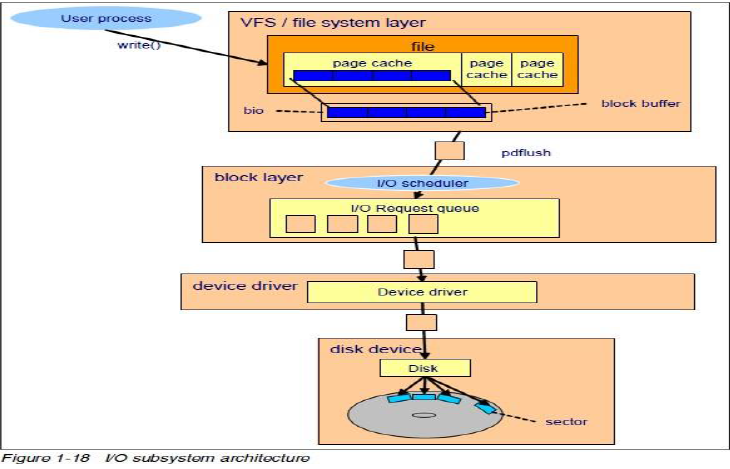 User process
VFS / file system layer
write()
file
page cache
page cache
page cache
bio
block buffer
pdflush
block layer
I/O scheduler
I/O Request queue
device driver
Device driver
disk device
Disk
sector
Figure 1-18 I/O subsystem architecture